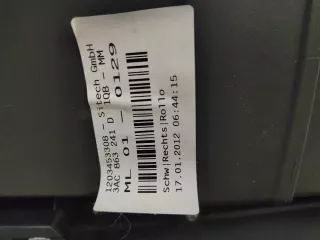 1203453308 - Sitech GmbH
3AC 863 241 D 1QB - MM
ML 01 - 0129
Schw|Rechts|Rollo
17.01.2012 06:44:15